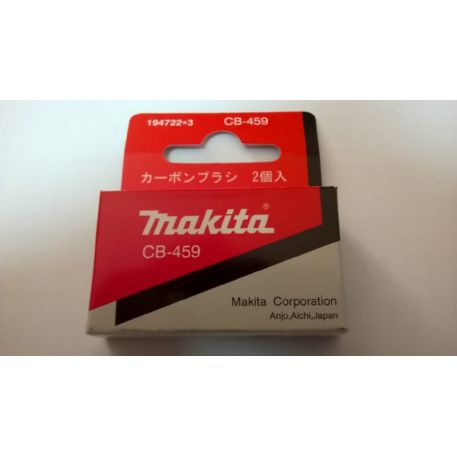 194722-3 CB-459
カーボンブラシ 2個入
makita®
CB-459
Makita Corporation
Anjo,Aichi,Japan